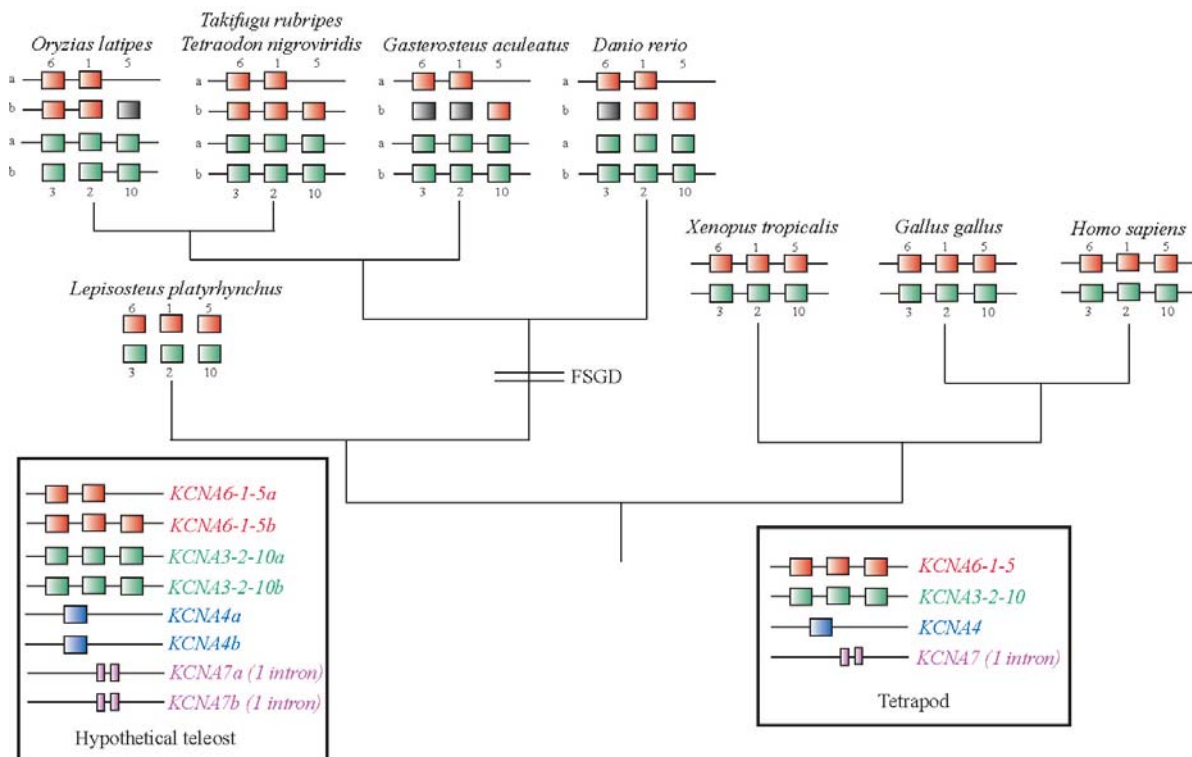 Takifugu rubripes
Oryzias latipes Tetraodon nigroviridis Gasterosteus aculeatus Danio rerio
6 1 5 6 1 5 6 1 5 6 1 5
a a a a
b b b b
a a a a
b b b b
3 2 10 3 2 10 3 2 10 3 2 10
Xenopus tropicalis Gallus gallus Homo sapiens
6 1 5 6 1 5 6 1 5
3 2 10 3 2 10 3 2 10
Lepisosteus platyrhynchus
6 1 5
3 2 10
FSGD
KCNA6-1-5a
KCNA6-1-5b
KCNA3-2-10a
KCNA3-2-10b
KCNA4a
KCNA4b
KCNA7a (1 intron)
KCNA7b (1 intron)
Hypothetical teleost
KCNA6-1-5
KCNA3-2-10
KCNA4
KCNA7 (1 intron)
Tetrapod